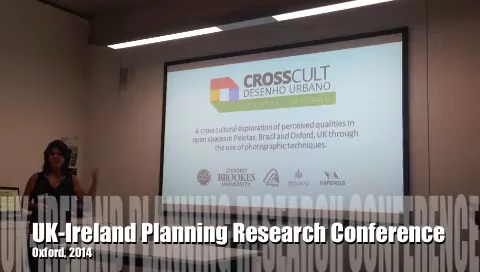 CROSSCULT
DESENHO URBANO
A cross cultural exploration of perceived qualities in
open spaces in Pelotas, Brazil and Oxford, UK through
the use of photographic techniques.
OXFORD
BROOKES
UNIVERSITY
FAPERGS
UK-IRELAND PLANNING RESEARCH CONFERENCE
UK-Ireland Planning Research Conference
Oxford, 2014